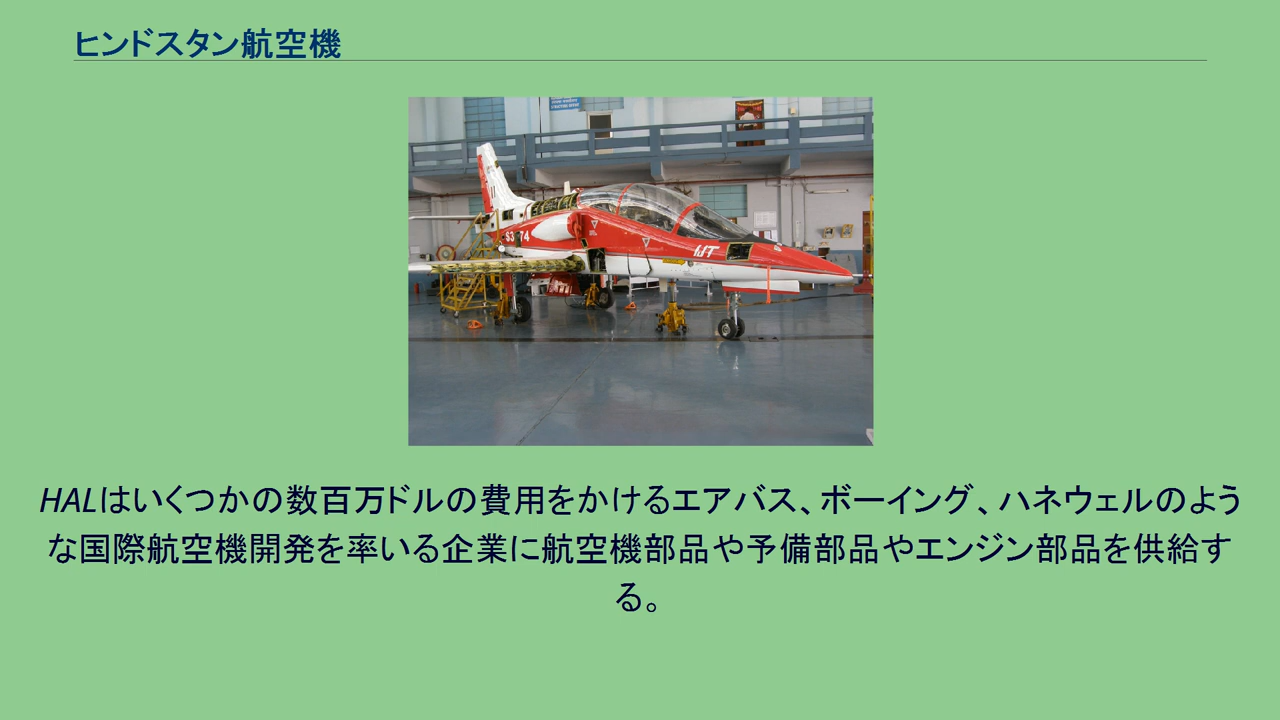 ヒンドスタン航空機
S3 74
HJT
HALはいくつかの数百万ドルの費用をかけるエアバス、ボーイング、ハネウェルのよう
な国際航空機開発を率いる企業に航空機部品や予備部品やエンジン部品を供給す
る。